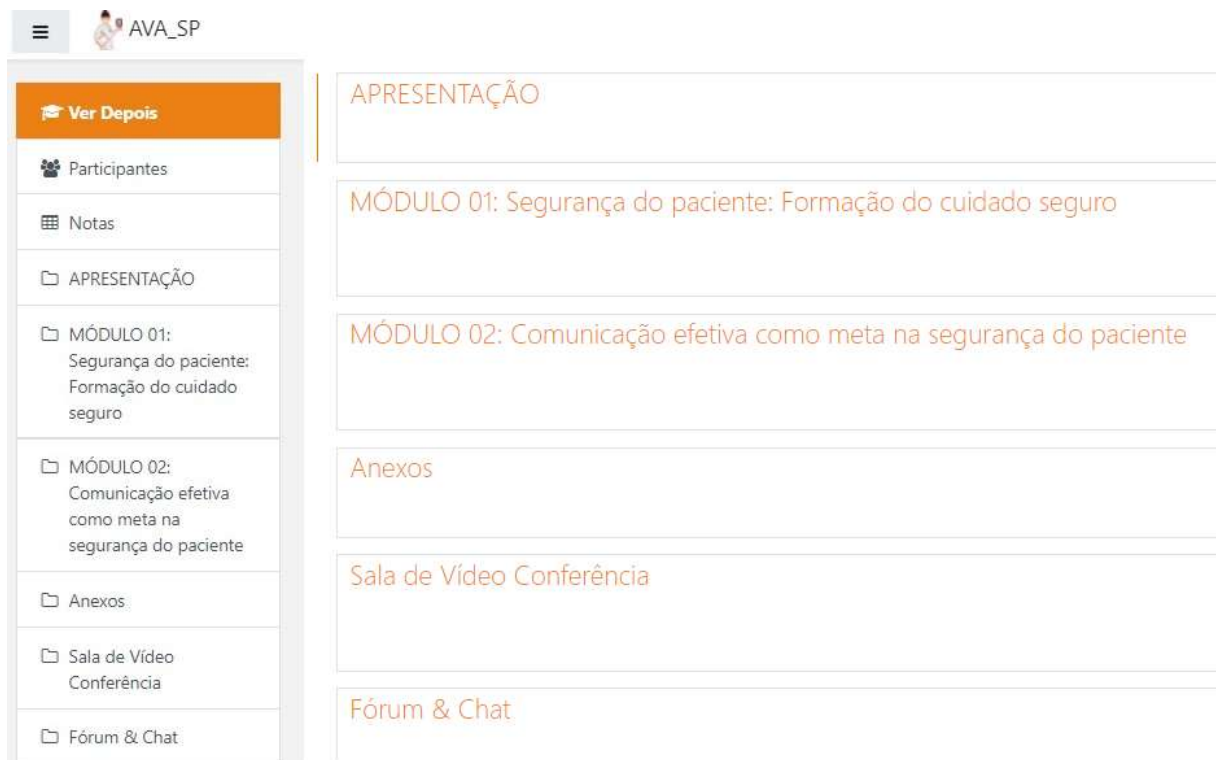 AVA_SP
Ver Depois
Participantes
Notas
APRESENTAÇÃO
MÓDULO 01:
Segurança do paciente:
Formação do cuidado
seguro
MÓDULO 02:
Comunicação efetiva
como meta na
segurança do paciente
Anexos
Sala de Vídeo
Conferência
Fórum & Chat
APRESENTAÇÃO
MÓDULO 01: Segurança do paciente: Formação do cuidado seguro
MÓDULO 02: Comunicação efetiva como meta na segurança do paciente
Anexos
Sala de Vídeo Conferência
Fórum & Chat